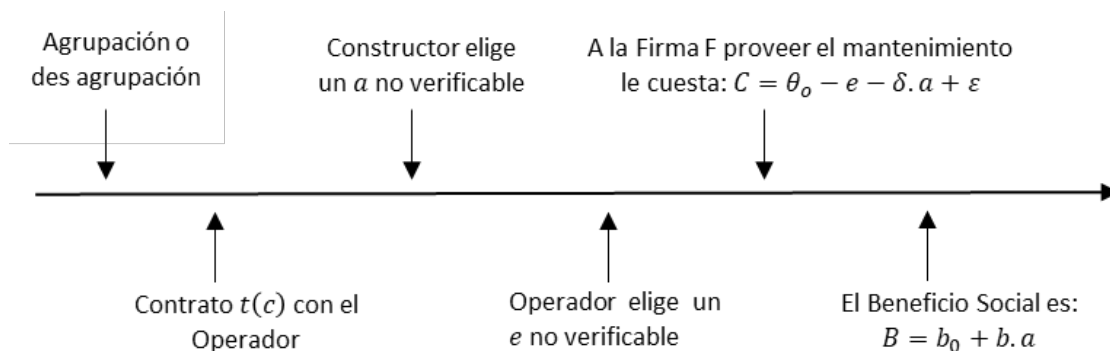 Agrupación o
des agrupación
Constructor elige
un a no verificable
A la Firma F proveer el mantenimiento
le cuesta: C = θₒ − e − δ. a + ε
Contrato t(c) con el
Operador
Operador elige un
e no verificable
El Beneficio Social es:
B = b₀ + b. a